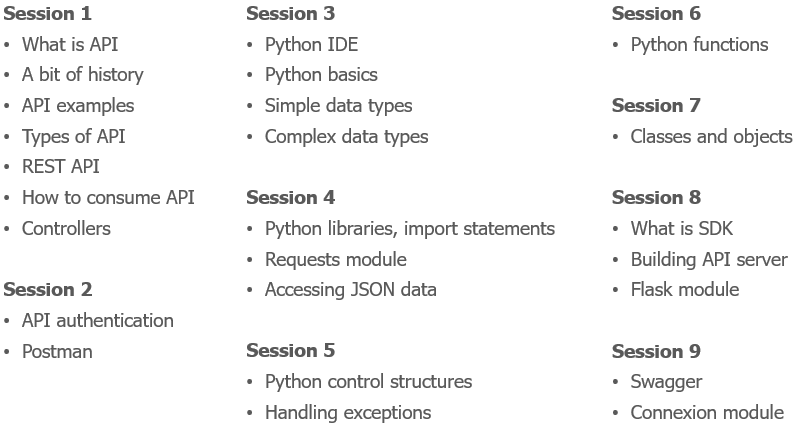 Session 1
• What is API
• A bit of history
• API examples
• Types of API
• REST API
• How to consume API
• Controllers
Session 2
• API authentication
• Postman
Session 3
• Python IDE
• Python basics
• Simple data types
• Complex data types
Session 4
• Python libraries, import statements
• Requests module
• Accessing JSON data
Session 5
• Python control structures
• Handling exceptions
Session 6
• Python functions
Session 7
• Classes and objects
Session 8
• What is SDK
• Building API server
• Flask module
Session 9
• Swagger
• Connexion module